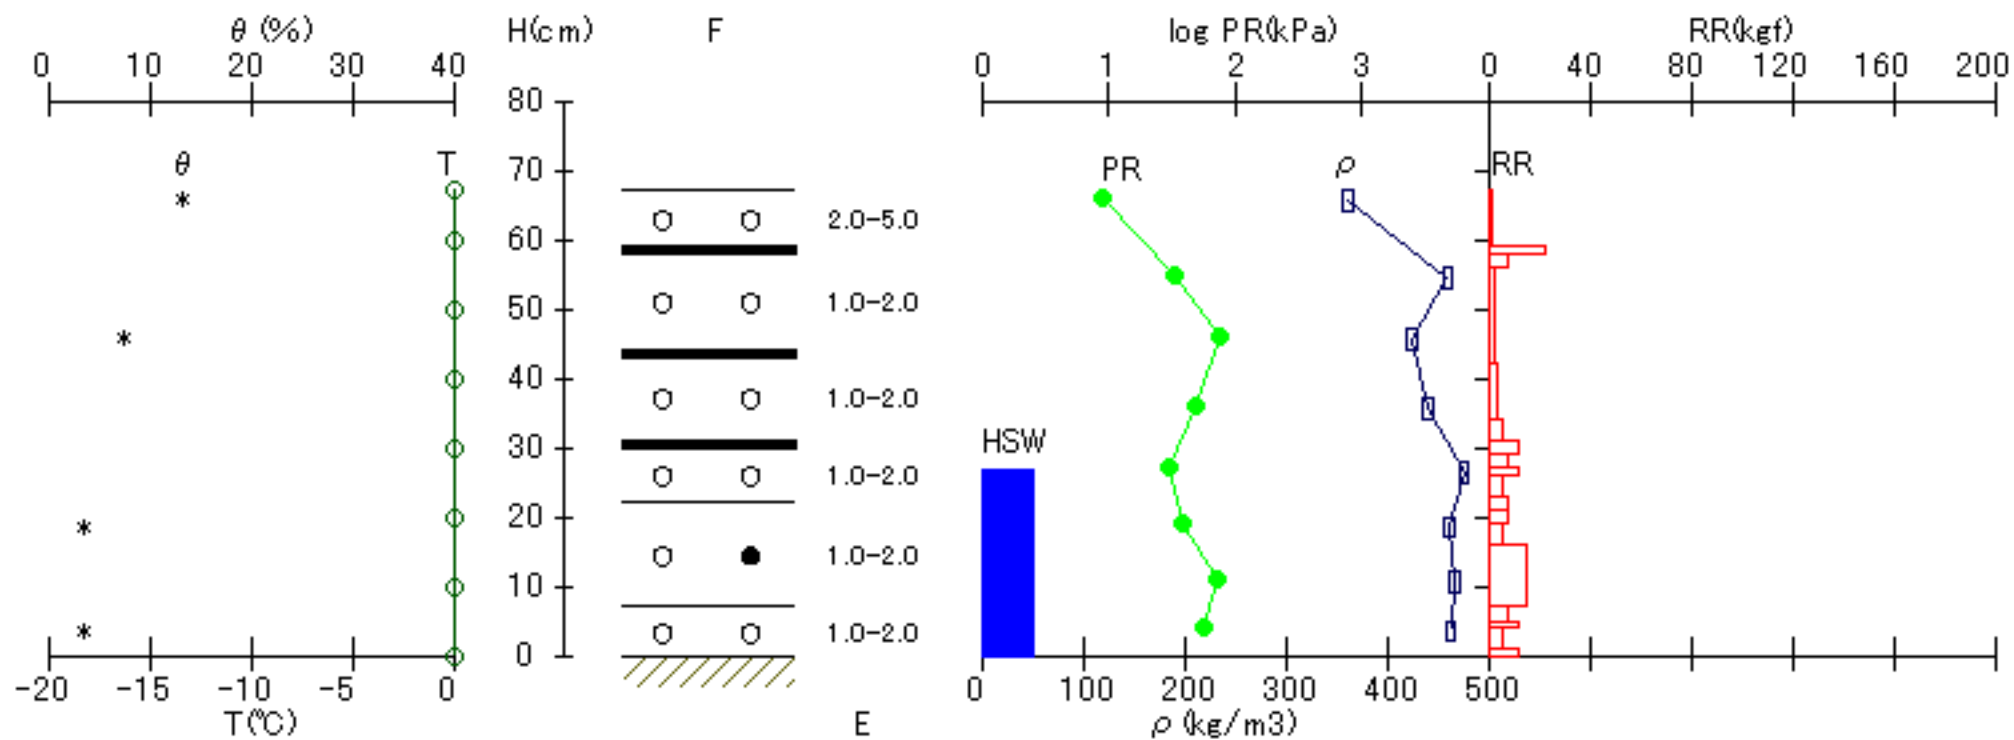 θ (%) H(cm) F log PR(kPa) RR(kgf)
0 10 20 30 40 0 1 2 3 0 40 80 120 160 200
80
θ T 70 PR ρ RR
2.0-5.0
60
50 1.0-2.0
40 1.0-2.0
30 HSW
1.0-2.0
20
1.0-2.0
10
1.0-2.0
0
-20 -15 -10 -5 0 0 100 200 300 400 500
T(℃) E ρ (kg/m3)